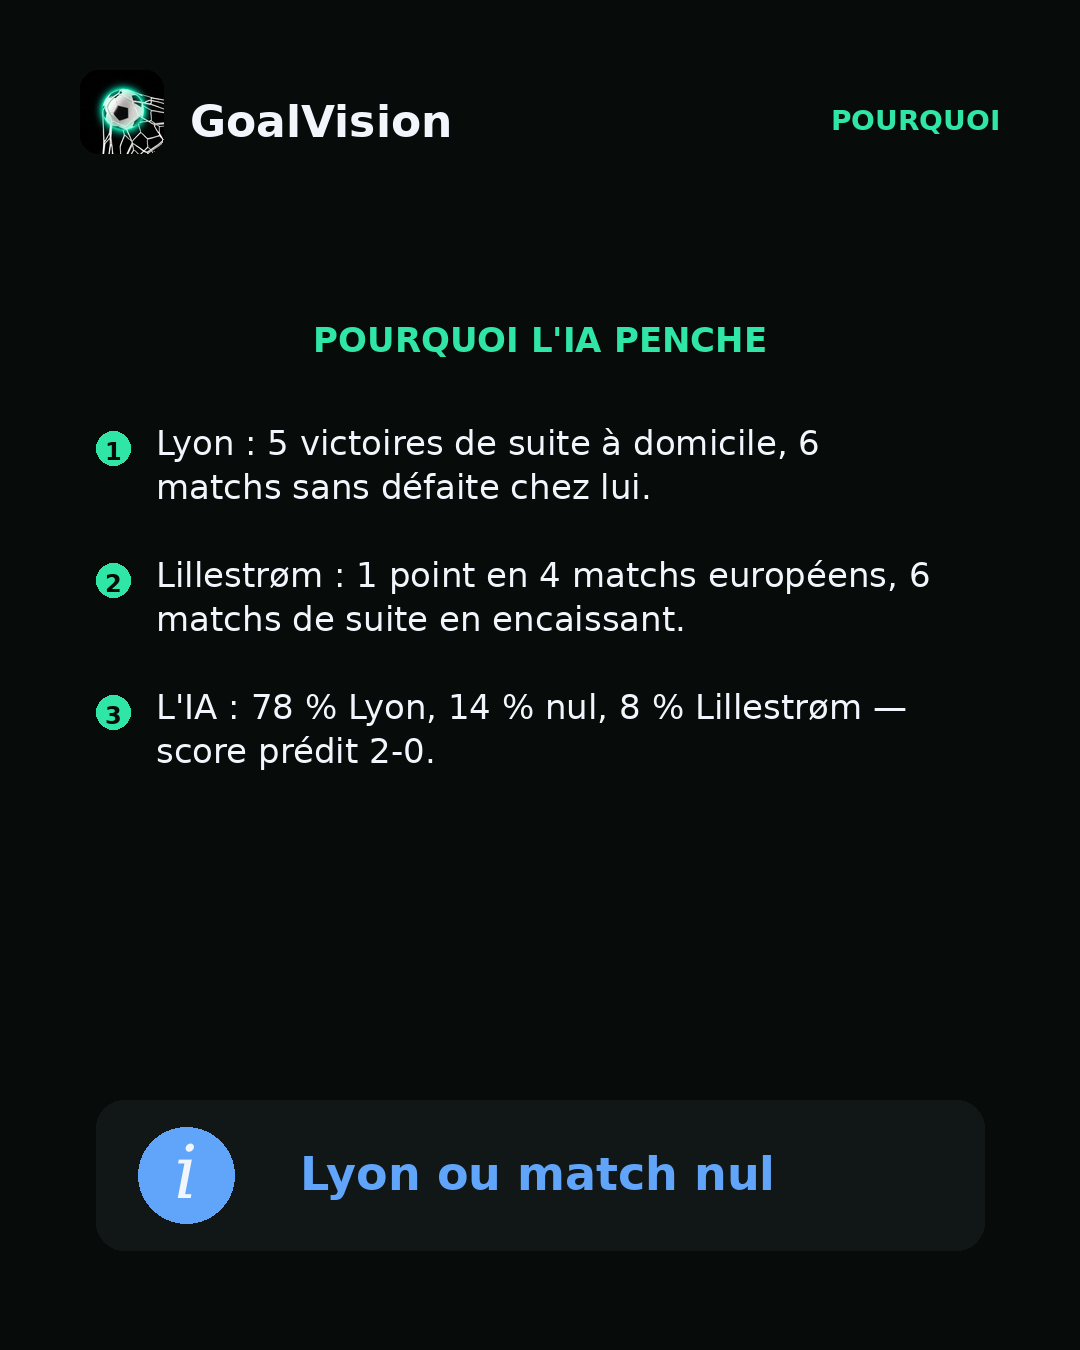 GoalVision
POURQUOI
POURQUOI L'IA PENCHE
1 Lyon : 5 victoires de suite à domicile, 6
matchs sans défaite chez lui.
2 Lillestrøm : 1 point en 4 matchs européens, 6
matchs de suite en encaissant.
3 L'IA : 78 % Lyon, 14 % nul, 8 % Lillestrøm —
score prédit 2-0.
i Lyon ou match nul